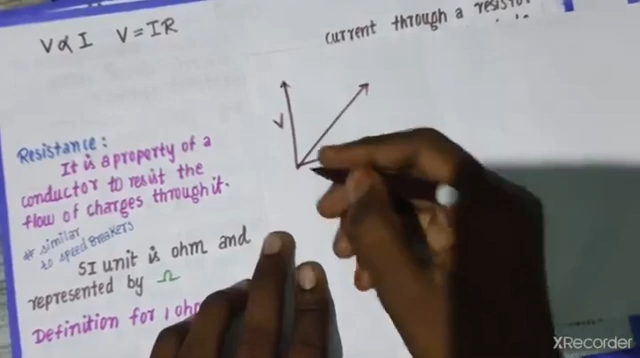 V∝I V=IR
current through a
V
Resistance:
It is a property of a
conductor to resist the
flow of charges through it.
# similar
to speed breakers
SI unit is ohm and
represented by Ω
Definition for 1 ohm
XRecorder